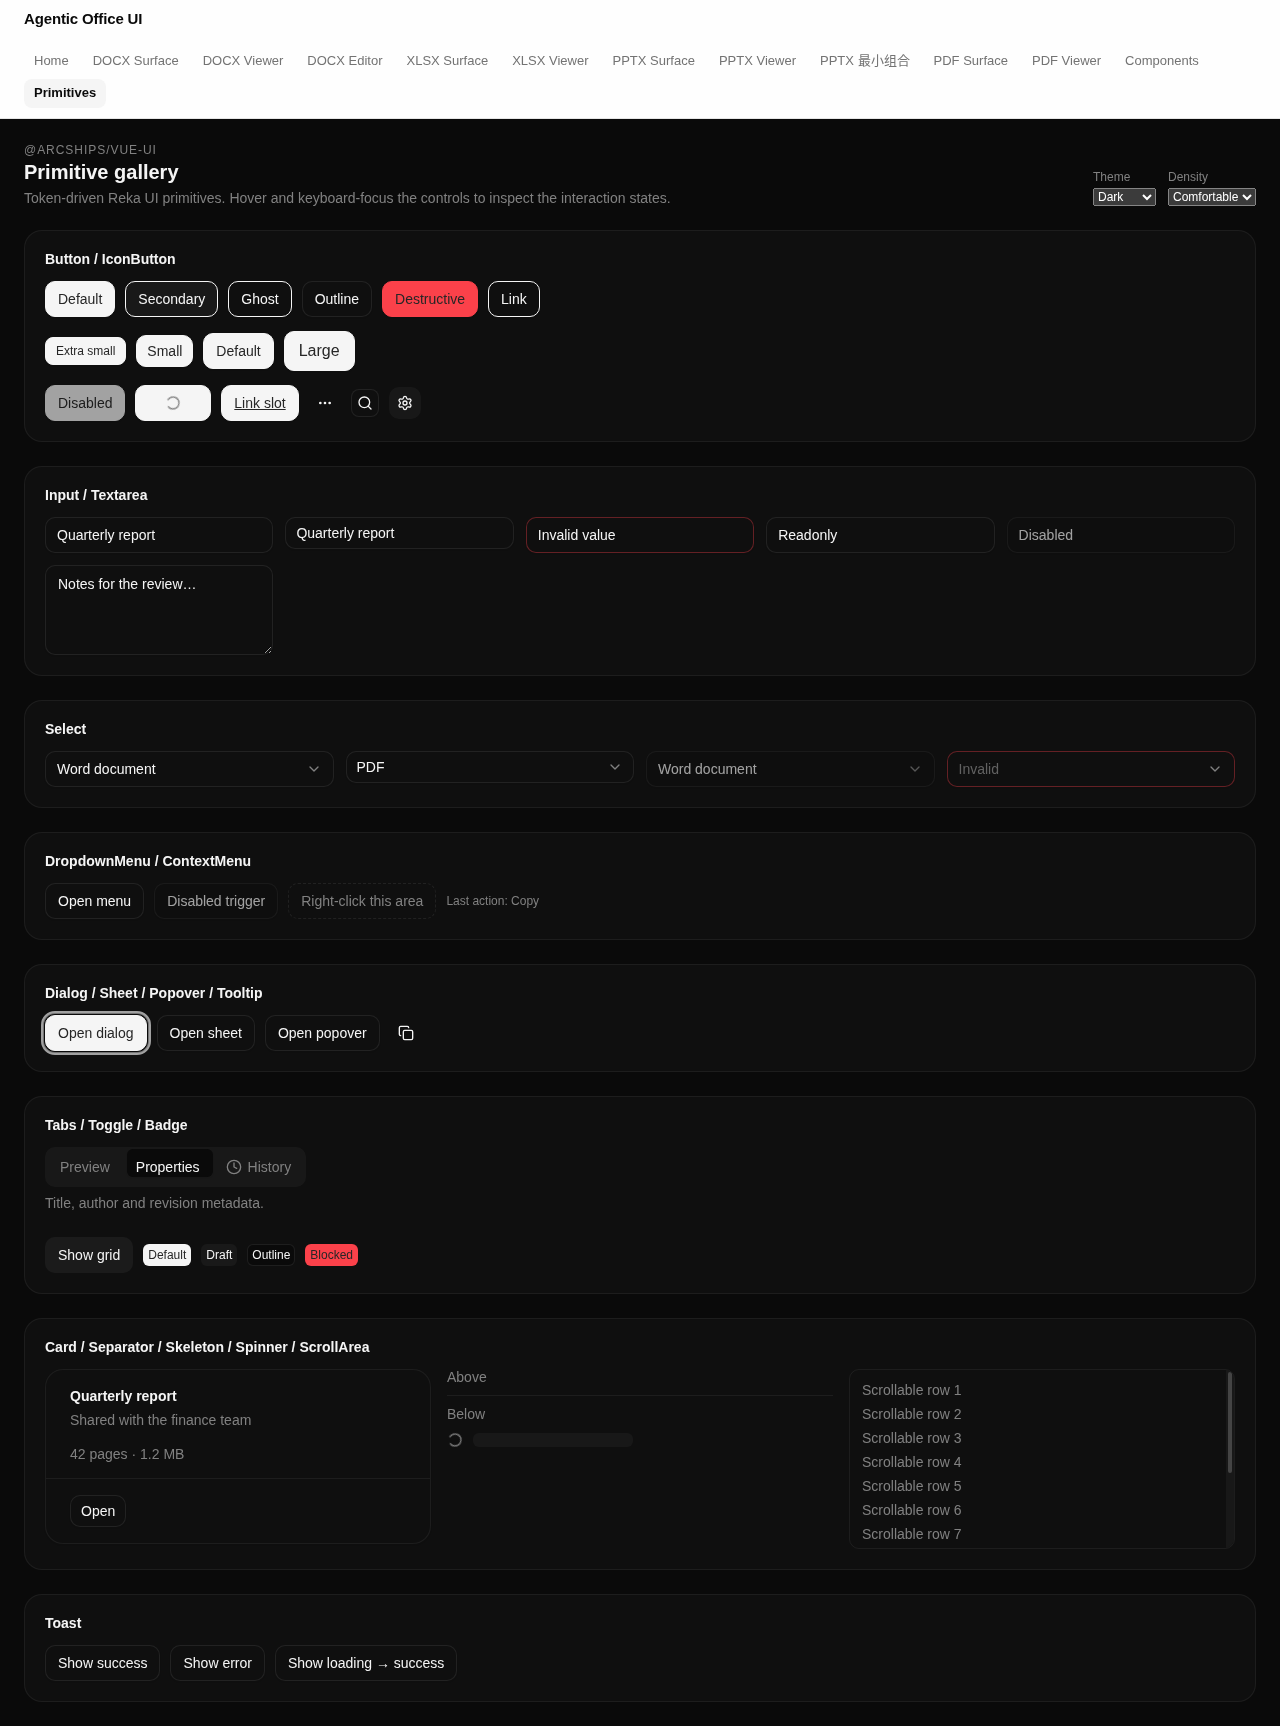 Agentic Office UI
Home DOCX Surface DOCX Viewer DOCX Editor XLSX Surface XLSX Viewer PPTX Surface PPTX Viewer PPTX 最小组合 PDF Surface PDF Viewer Components
Primitives
@ARCSHIPS/VUE-UI
Primitive gallery
Token-driven Reka UI primitives. Hover and keyboard-focus the controls to inspect the interaction states.
Theme Density
Dark Comfortable
Button / IconButton
Default Secondary Ghost Outline Destructive Link
Extra small Small Default Large
Disabled Link slot
Input / Textarea
Quarterly report Quarterly report Invalid value Readonly Disabled
Notes for the review…
Select
Word document PDF Word document Invalid
DropdownMenu / ContextMenu
Open menu Disabled trigger Right-click this area Last action: Copy
Dialog / Sheet / Popover / Tooltip
Open dialog Open sheet Open popover
Tabs / Toggle / Badge
Preview Properties History
Title, author and revision metadata.
Show grid Default Draft Outline Blocked
Card / Separator / Skeleton / Spinner / ScrollArea
Quarterly report
Shared with the finance team
42 pages · 1.2 MB
Open
Above
Below
Scrollable row 1
Scrollable row 2
Scrollable row 3
Scrollable row 4
Scrollable row 5
Scrollable row 6
Scrollable row 7
Toast
Show success Show error Show loading → success